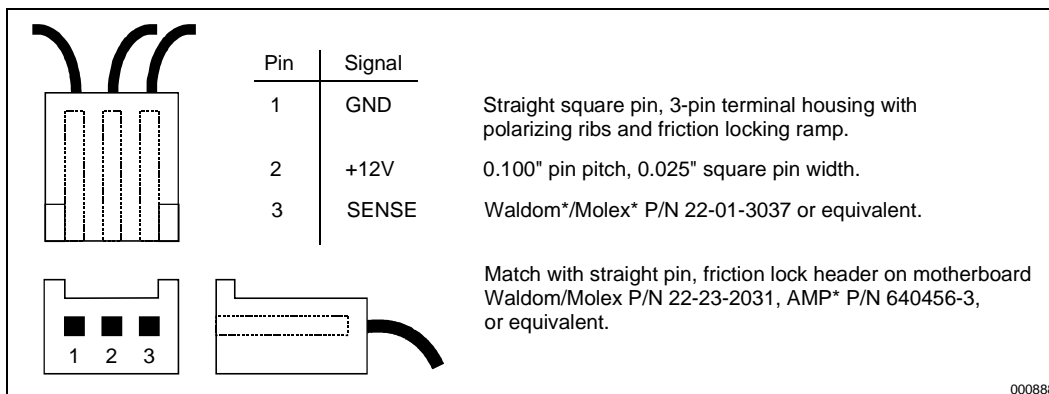 Pin Signal
1 GND Straight square pin, 3-pin terminal housing with
polarizing ribs and friction locking ramp.
2 +12V 0.100" pin pitch, 0.025" square pin width.
3 SENSE Waldom*/Molex* P/N 22-01-3037 or equivalent.
Match with straight pin, friction lock header on motherboard
Waldom/Molex P/N 22-23-2031, AMP* P/N 640456-3,
or equivalent.
1 2 3
000888